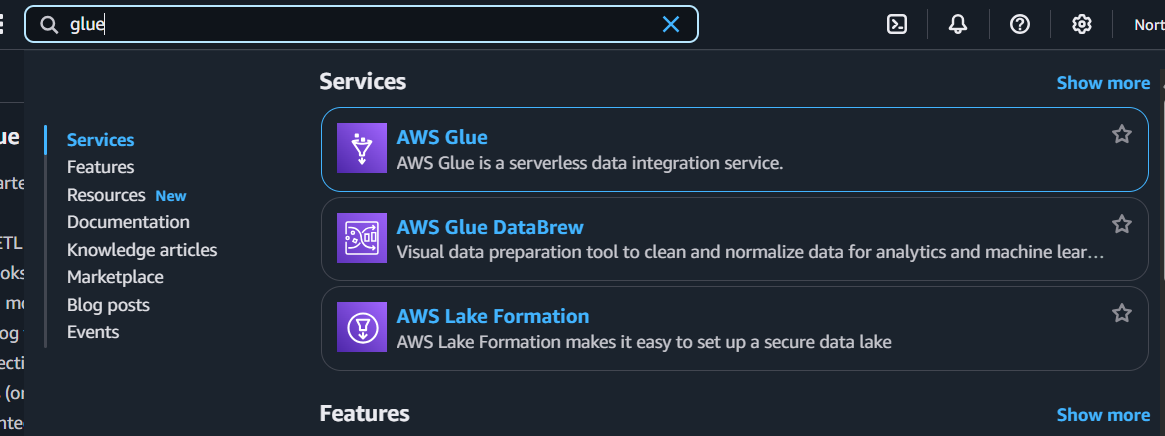 glue
Nort
Services
Show more
Services
Features
Resources New
Documentation
Knowledge articles
Marketplace
Blog posts
Events
AWS Glue
AWS Glue is a serverless data integration service.
AWS Glue DataBrew
Visual data preparation tool to clean and normalize data for analytics and machine lear…
AWS Lake Formation
AWS Lake Formation makes it easy to set up a secure data lake
Features
Show more
ue
arte
ETL
oks
mo
og
ecti
(or
nte